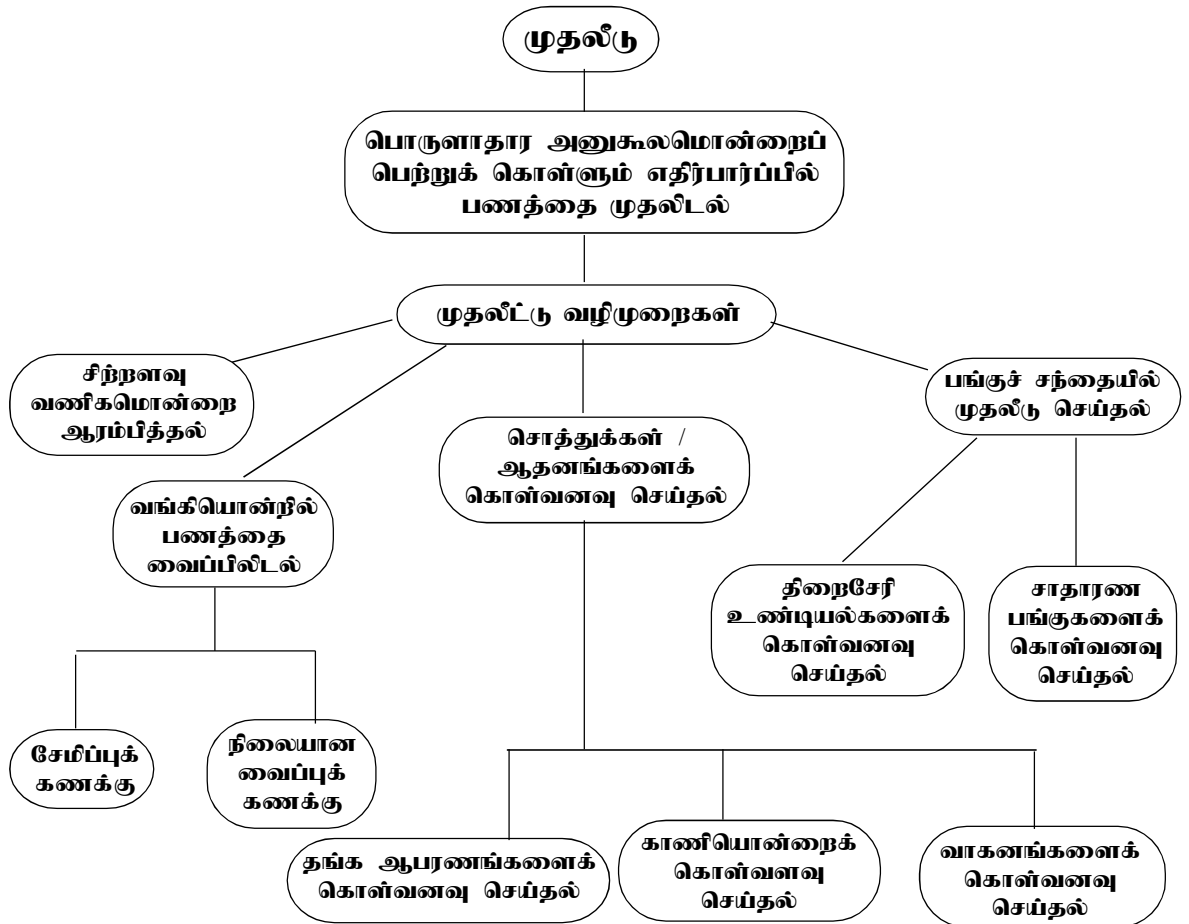 முதலீடு
பொருளாதார அனுகூலமொன்றைப்
பெற்றுக் கொள்ளும் எதிர்பார்ப்பில்
பணத்தை முதலிடல்
முதலீட்டு வழிமுறைகள்
சிற்றளவு
வணிகமொன்றை
ஆரம்பித்தல்
வங்கியொன்றில்
பணத்தை
வைப்பிலிடல்
சொத்துக்கள் /
ஆதனங்களைக்
கொள்வனவு செய்தல்
பங்குச் சந்தையில்
முதலீடு செய்தல்
திறைசேரி
உண்டியல்களைக்
கொள்வனவு
செய்தல்
சாதாரண
பங்குகளைக்
கொள்வனவு
செய்தல்
சேமிப்புக்
கணக்கு
நிலையான
வைப்புக்
கணக்கு
தங்க ஆபரணங்களைக்
கொள்வனவு செய்தல்
காணியொன்றைக்
கொள்வளவு
செய்தல்
வாகனங்களைக்
கொள்வனவு
செய்தல்